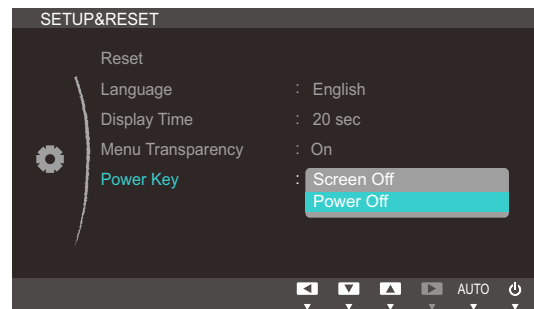 SETUP&RESET
Reset
Language : English
Display Time : 20 sec
Menu Transparency : On
Power Key : Screen Off
Power Off
AUTO